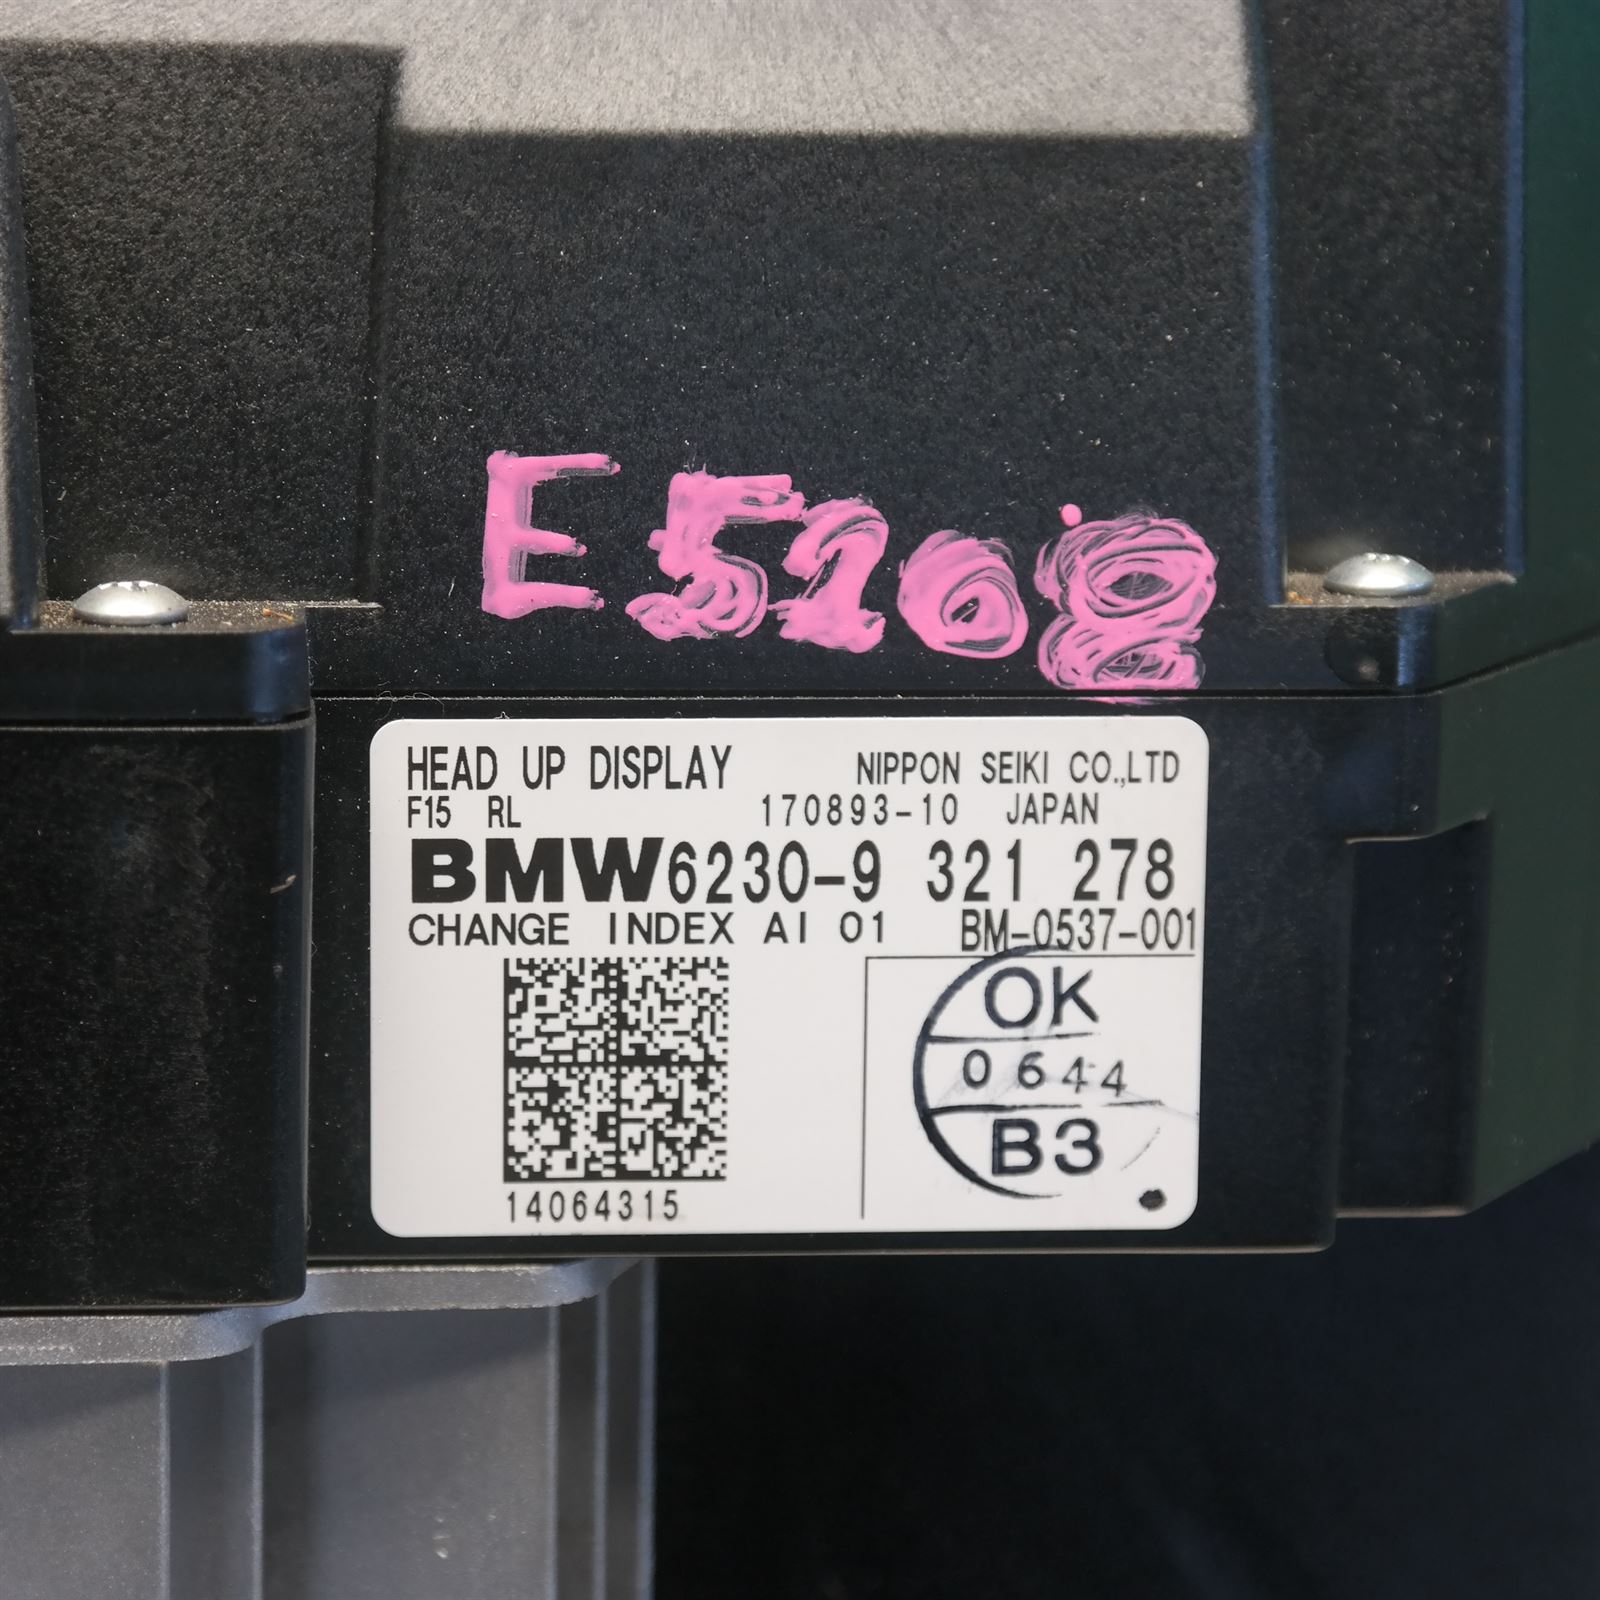 E5208
HEAD UP DISPLAY NIPPON SEIKI CO.,LTD
F15 RL 170893-10 JAPAN
BMW6230-9 321 278
CHANGE INDEX AI 01 BM-0537-001
OK
0644
B3
14064315